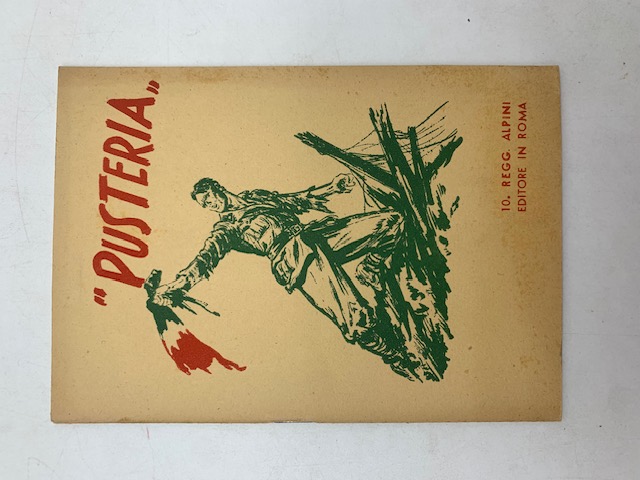 "PUSTERIA"
10. REGG. ALPINI
EDITORE IN ROMA